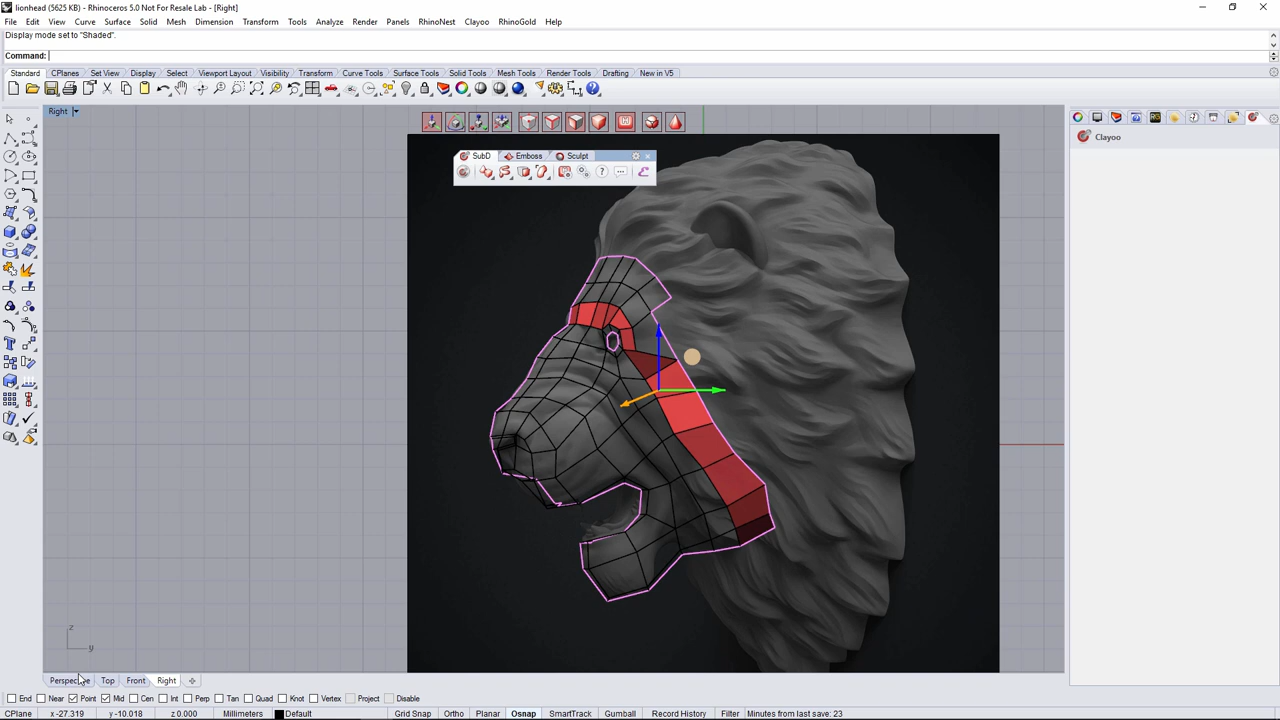 lionhead (5625 KB) - Rhinoceros 5.0 Not For Resale Lab - [Right]
File Edit View Curve Surface Solid Mesh Dimension Transform Tools Analyze Render Panels RhinoNest Clayoo RhinoGold Help
Display mode set to "Shaded".
Command:
Standard CPlanes Set View Display Select Viewport Layout Visibility Transform Curve Tools Surface Tools Solid Tools Mesh Tools Render Tools Drafting New in V5
Right
Clayoo
SubD Emboss Sculpt
z
y
Perspective Top Front Right
End Near Point Mid Cen Int Perp Tan Quad Knot Vertex Project Disable
CPlane x -27.319 y -10.018 z 0.000 Millimeters Default Grid Snap Ortho Planar Osnap SmartTrack Gumball Record History Filter Minutes from last save: 23